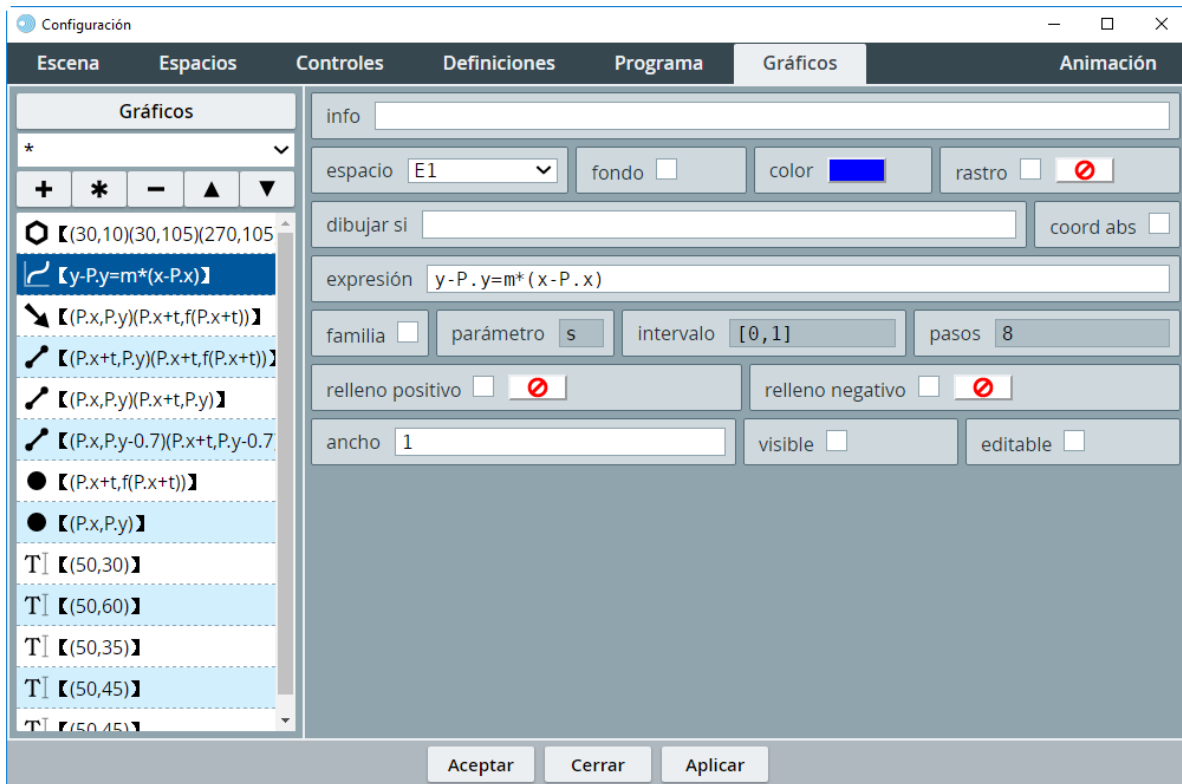 Configuración
Escena Espacios Controles Definiciones Programa Gráficos Animación
Gráficos
*
【(30,10)(30,105)(270,105
【y-P.y=m*(x-P.x)】
【(P.x,P.y)(P.x+t,f(P.x+t))】
【(P.x+t,P.y)(P.x+t,f(P.x+t))】
【(P.x,P.y)(P.x+t,P.y)】
【(P.x,P.y-0.7)(P.x+t,P.y-0.7
【(P.x+t,f(P.x+t))】
【(P.x,P.y)】
【(50,30)】
【(50,60)】
【(50,35)】
【(50,45)】
【(50,45)】
info
espacio E1 fondo color rastro
dibujar si coord abs
expresión y-P.y=m*(x-P.x)
familia parámetro s intervalo [0,1] pasos 8
relleno positivo relleno negativo
ancho 1 visible editable
Aceptar Cerrar Aplicar